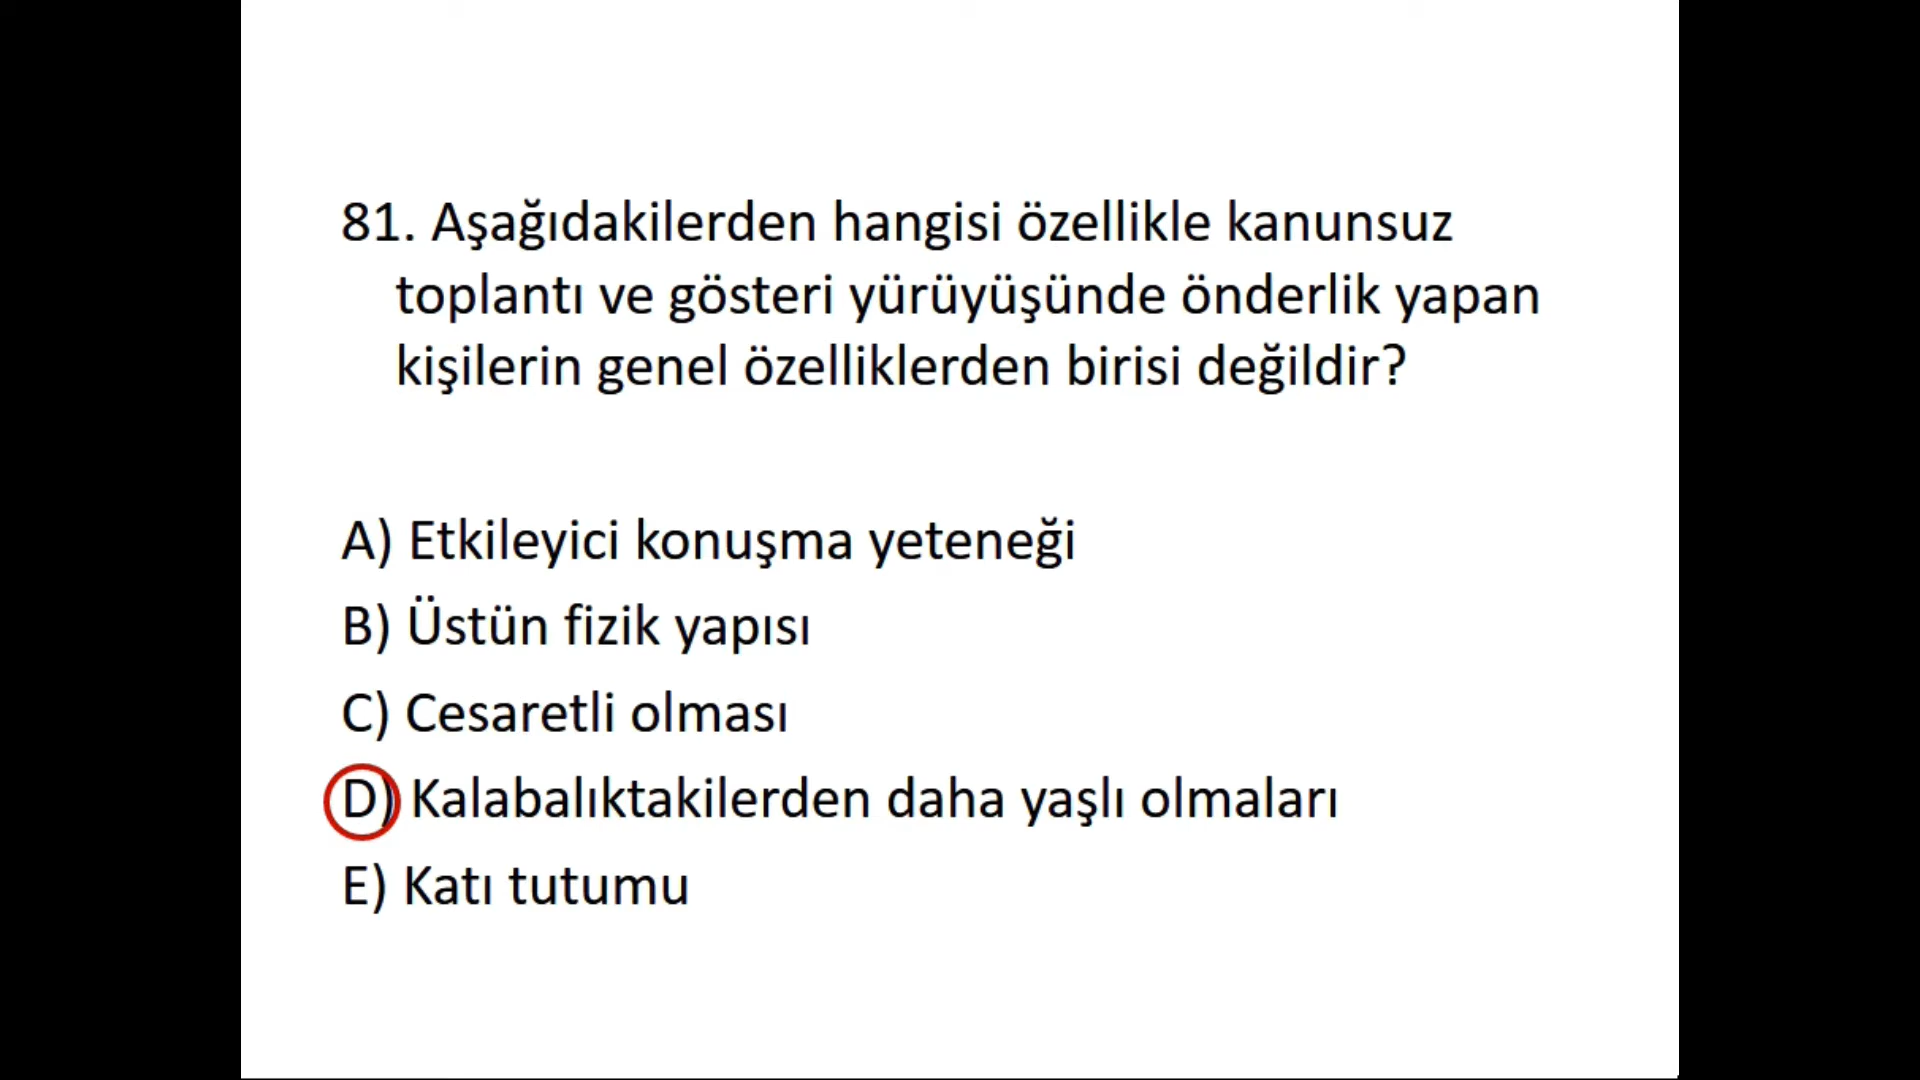 81. Aşağıdakilerden hangisi özellikle kanunsuz
toplantı ve gösteri yürüyüşünde önderlik yapan
kişilerin genel özelliklerden birisi değildir?
A) Etkileyici konuşma yeteneği
B) Üstün fizik yapısı
C) Cesaretli olması
D) Kalabalıktakilerden daha yaşlı olmaları
E) Katı tutumu